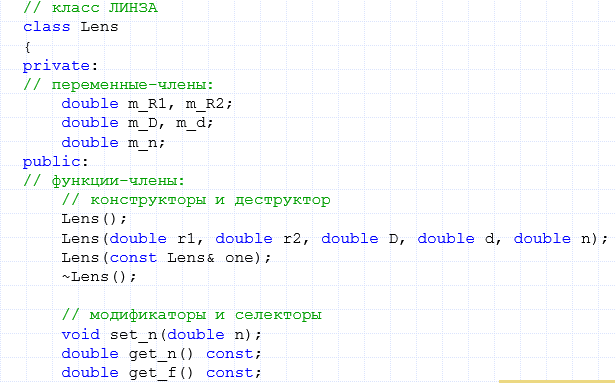 // класс ЛИНЗА
class Lens
{
private:
// переменные-члены:
double m_R1, m_R2;
double m_D, m_d;
double m_n;
public:
// функции-члены:
// конструкторы и деструктор
Lens();
Lens(double r1, double r2, double D, double d, double n);
Lens(const Lens& one);
~Lens();
// модификаторы и селекторы
void set_n(double n);
double get_n() const;
double get_f() const;